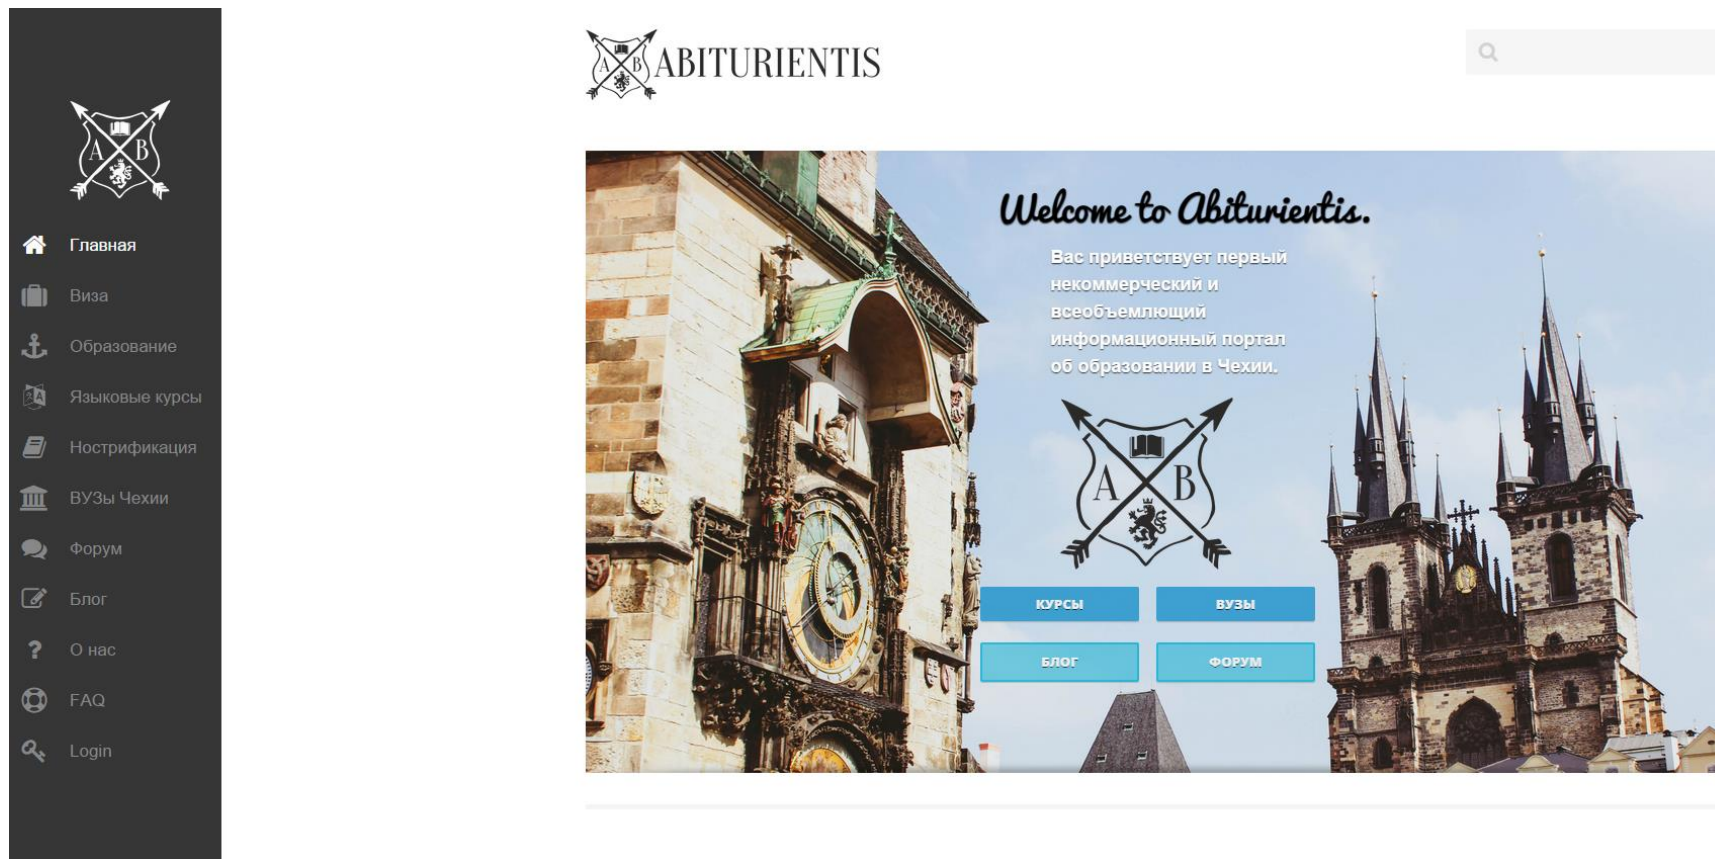 A B
Главная
Виза
Образование
Языковые курсы
Нострификация
ВУЗы Чехии
Форум
Блог
? О нас
FAQ
Login
A B ABITURIENTIS
Welcome to Abiturientis.
Вас приветствует первый
некоммерческий и
всеобъемлющий
информационный портал
об образовании в Чехии.
A B
КУРСЫ ВУЗЫ
БЛОГ ФОРУМ